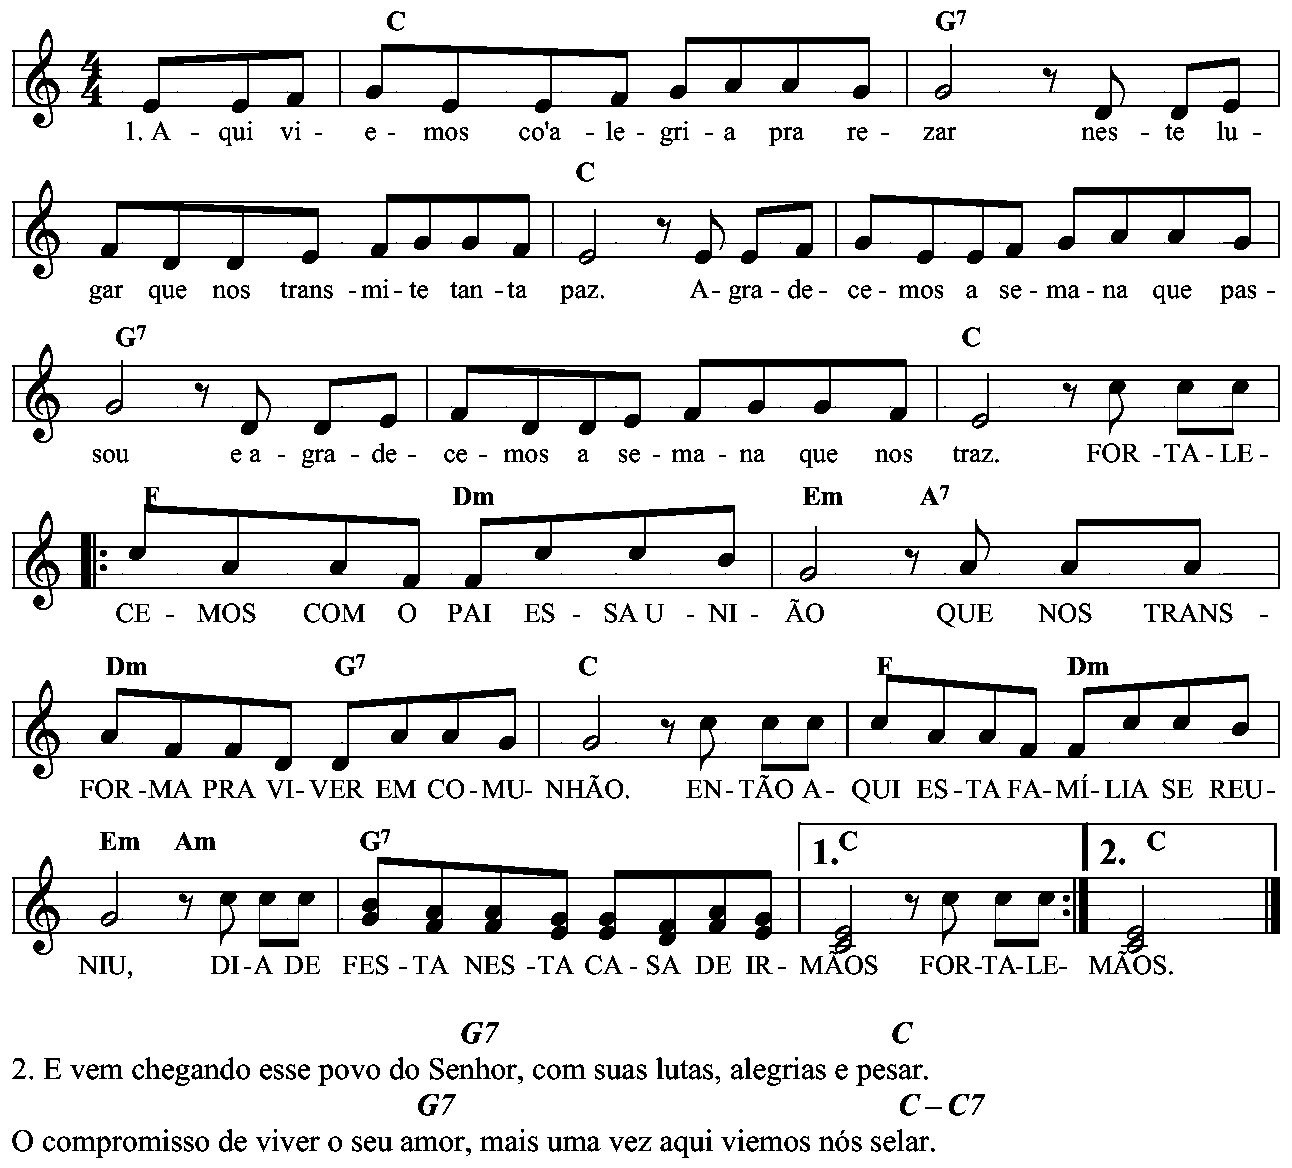 C G7
4/4
1. A - qui vi - e - mos co'a - le - gri - a pra re - zar nes - te lu -
C
gar que nos trans - mi - te tan - ta paz. A - gra - de - ce - mos a se - ma - na que pas -
G7 C
sou e a - gra - de - ce - mos a se - ma - na que nos traz. FOR - TA - LE -
F Dm Em A7
CE - MOS COM O PAI ES - SA U - NI - ÃO QUE NOS TRANS -
Dm G7 C F Dm
FOR - MA PRA VI - VER EM CO - MU - NHÃO. EN - TÃO A - QUI ES - TA FA - MÍ - LIA SE REU -
Em Am G7 1. C 2. C
NIU, DI - A DE FES - TA NES - TA CA - SA DE IR - MÃOS FOR - TA - LE - MÃOS.
G7 C
2. E vem chegando esse povo do Senhor, com suas lutas, alegrias e pesar.
G7 C – C7
O compromisso de viver o seu amor, mais uma vez aqui viemos nós selar.